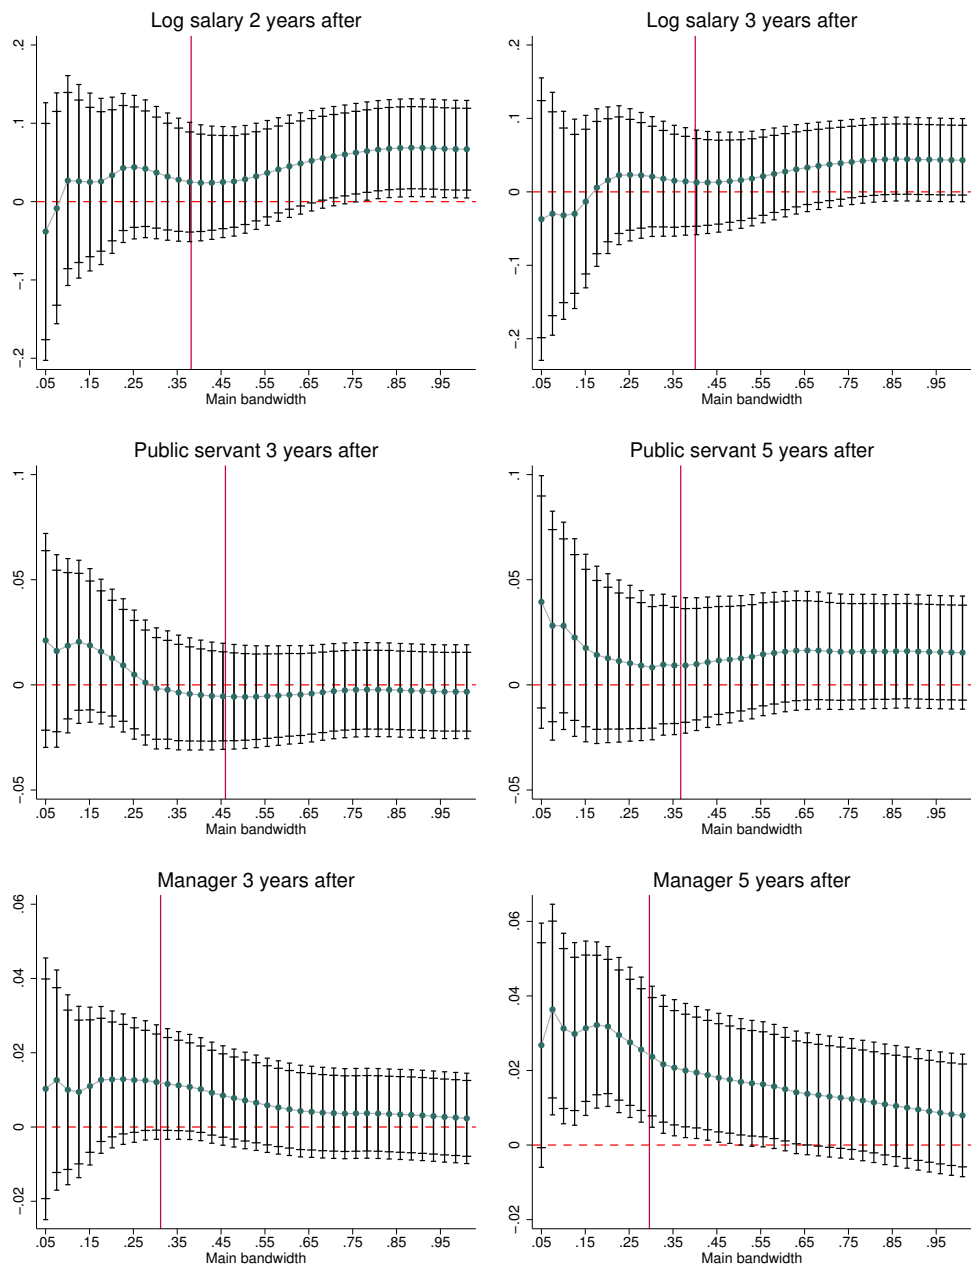 Log salary 2 years after
.2
.1
0
-.1
-.2
.05 .15 .25 .35 .45 .55 .65 .75 .85 .95
Main bandwidth
Log salary 3 years after
.2
.1
0
-.1
-.2
.05 .15 .25 .35 .45 .55 .65 .75 .85 .95
Main bandwidth
Public servant 3 years after
.1
.05
0
-.05
.05 .15 .25 .35 .45 .55 .65 .75 .85 .95
Main bandwidth
Public servant 5 years after
.1
.05
0
-.05
.05 .15 .25 .35 .45 .55 .65 .75 .85 .95
Main bandwidth
Manager 3 years after
.06
.04
.02
0
-.02
.05 .15 .25 .35 .45 .55 .65 .75 .85 .95
Main bandwidth
Manager 5 years after
.06
.04
.02
0
-.02
.05 .15 .25 .35 .45 .55 .65 .75 .85 .95
Main bandwidth